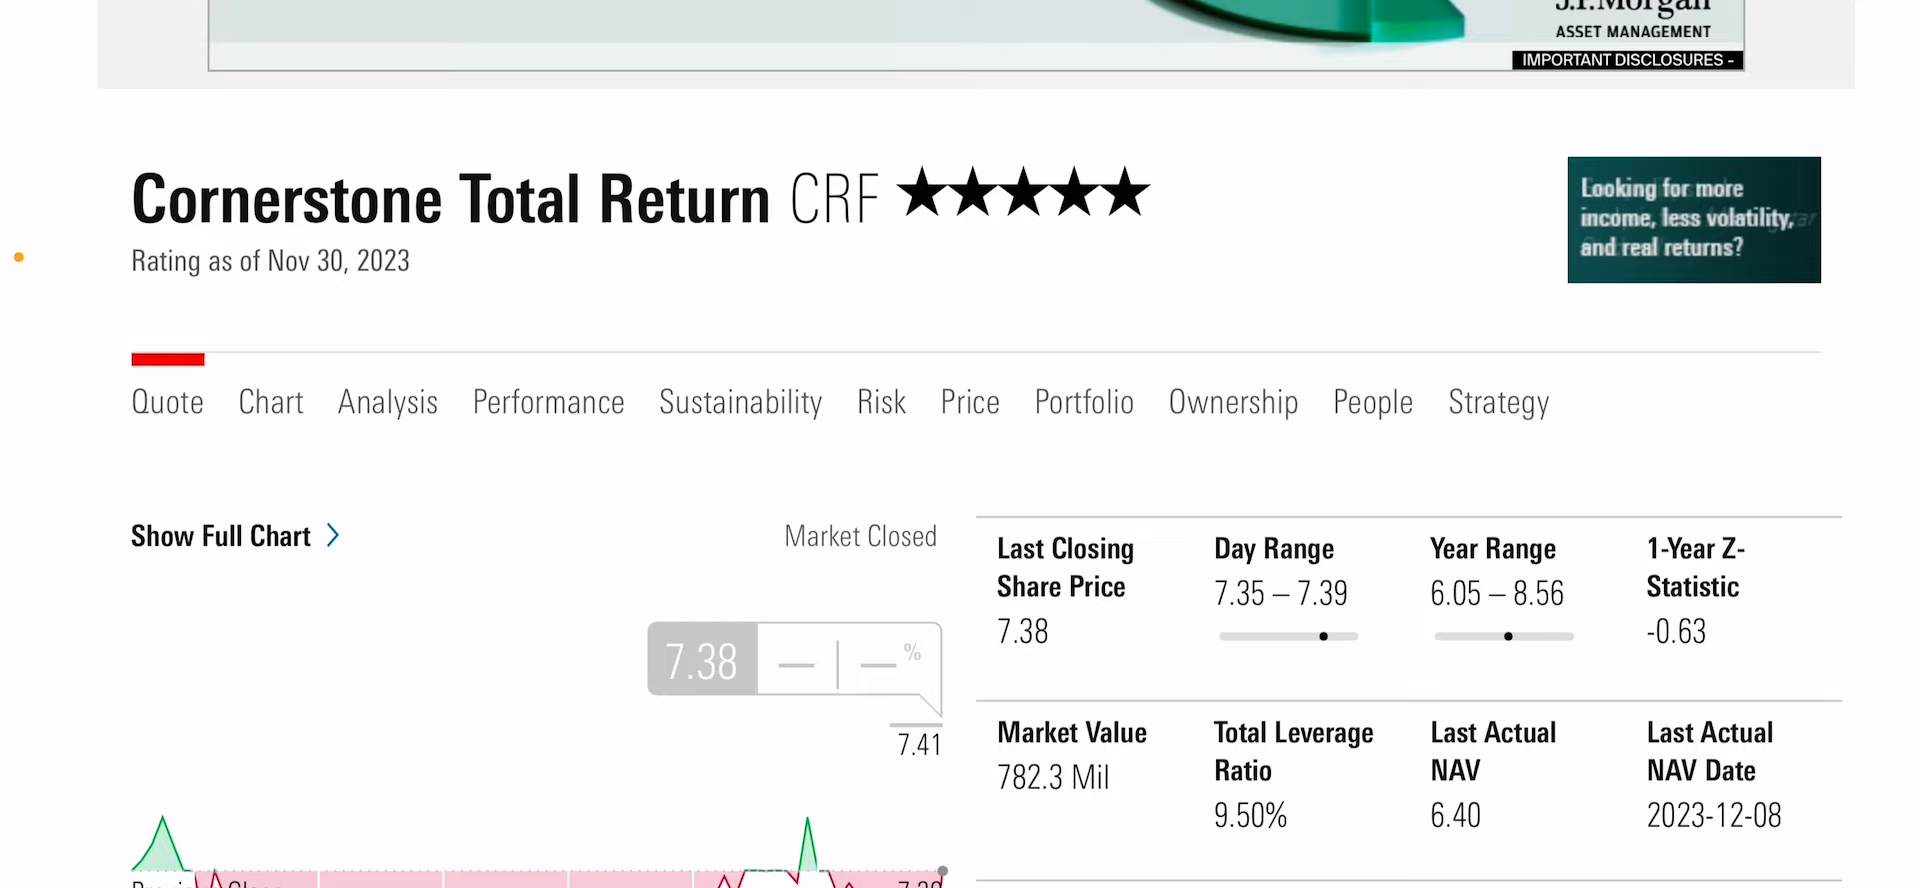 J.P.Morgan
ASSET MANAGEMENT
IMPORTANT DISCLOSURES -
Cornerstone Total Return CRF ★★★★★
Rating as of Nov 30, 2023
Looking for more
income, less volatility,
and real returns?
Quote Chart Analysis Performance Sustainability Risk Price Portfolio Ownership People Strategy
Show Full Chart
Market Closed
7.38 — | — %
7.41
Last Closing
Share Price
7.38
Day Range
7.35 – 7.39
Year Range
6.05 – 8.56
1-Year Z-
Statistic
-0.63
Market Value
782.3 Mil
Total Leverage
Ratio
9.50%
Last Actual
NAV
6.40
Last Actual
NAV Date
2023-12-08